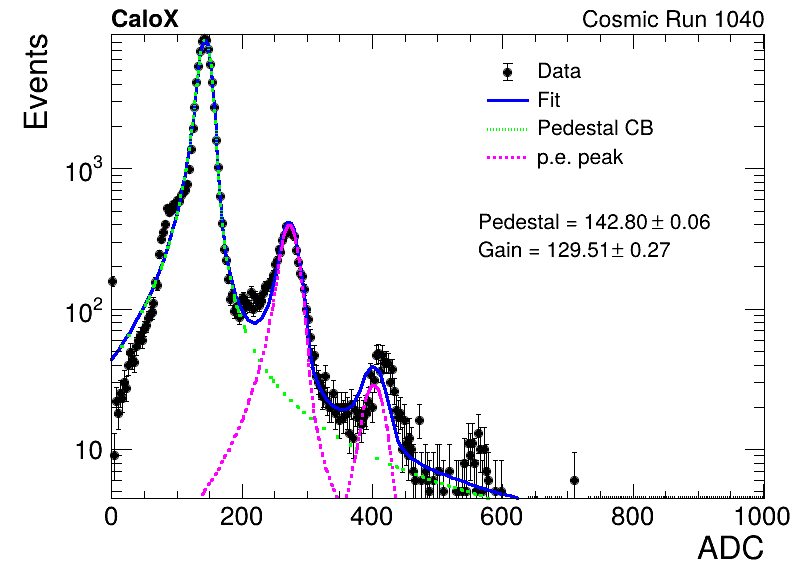 CaloX Cosmic Run 1040
Events
Data
Fit
Pedestal CB
p.e. peak
Pedestal = 142.80± 0.06
Gain = 129.51± 0.27
10³
10²
10
0 200 400 600 800 1000
ADC